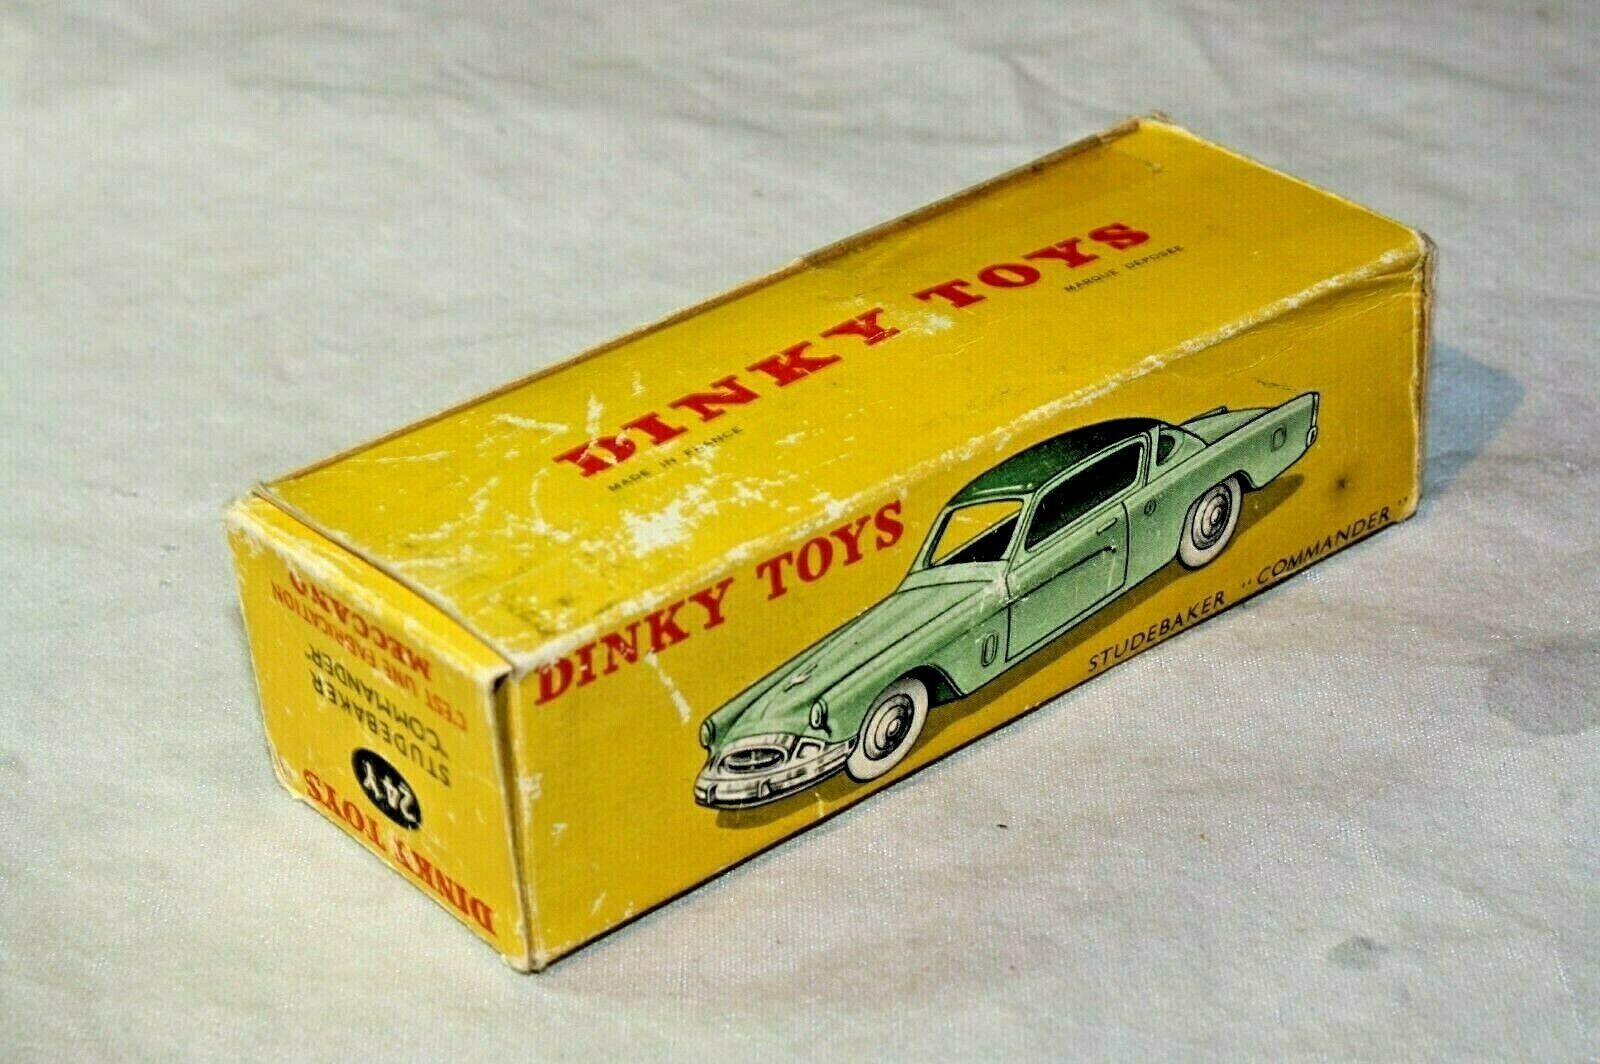 DINKY TOYS
MADE IN FRANCE
MARQUE DEPOSÉE
DINKY TOYS
STUDEBAKER "COMMANDER"
DINKY TOYS
24Y
STUDEBAKER
"COMMANDER"
C'EST UNE FABRICATION
MECCANO